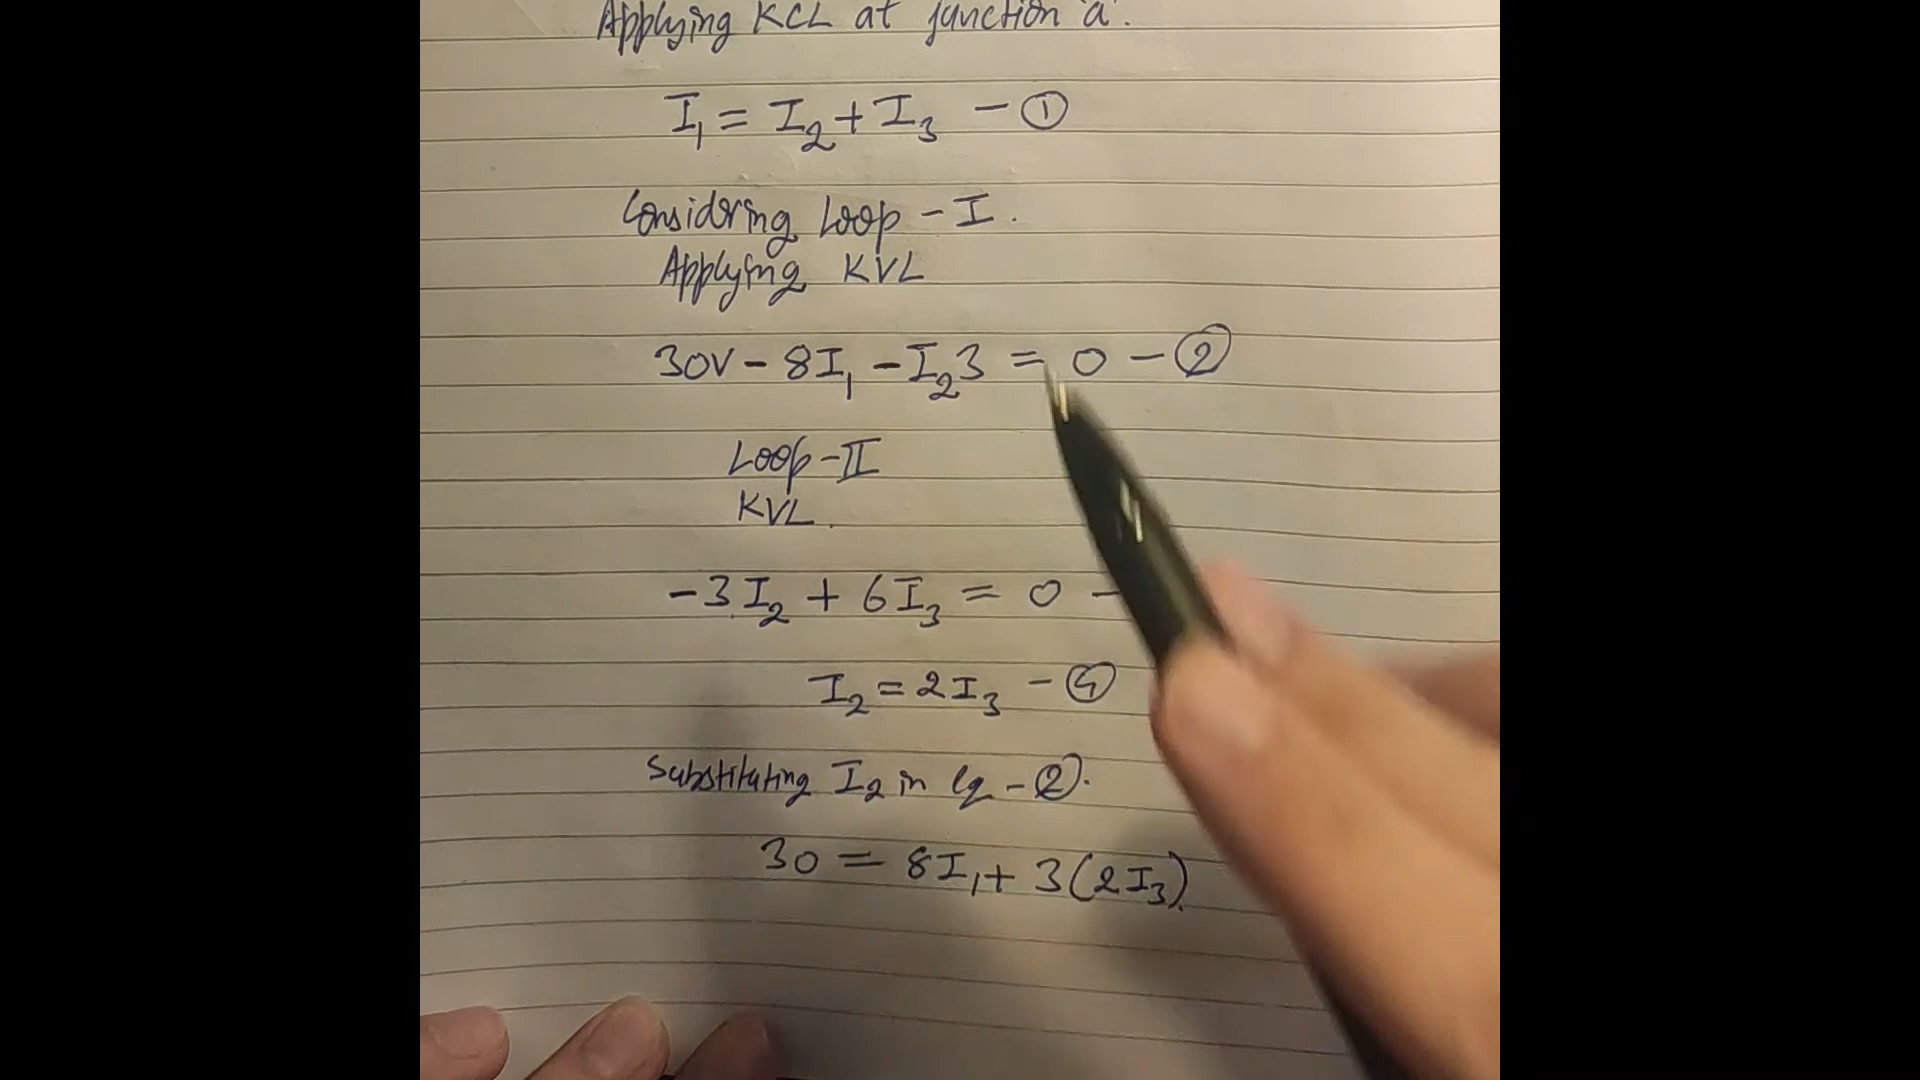 Applying KCL at junction 'a'.
I₁ = I₂ + I₃ - ①
Considring Loop - I.
Applying KVL
30V - 8I₁ - I₂3 = 0 - ②
Loop - II
KVL.
-3I₂ + 6I₃ = 0 -
I₂ = 2I₃ - ④
Substituting I₂ in eq - ②.
30 = 8I₁ + 3(2I₃).